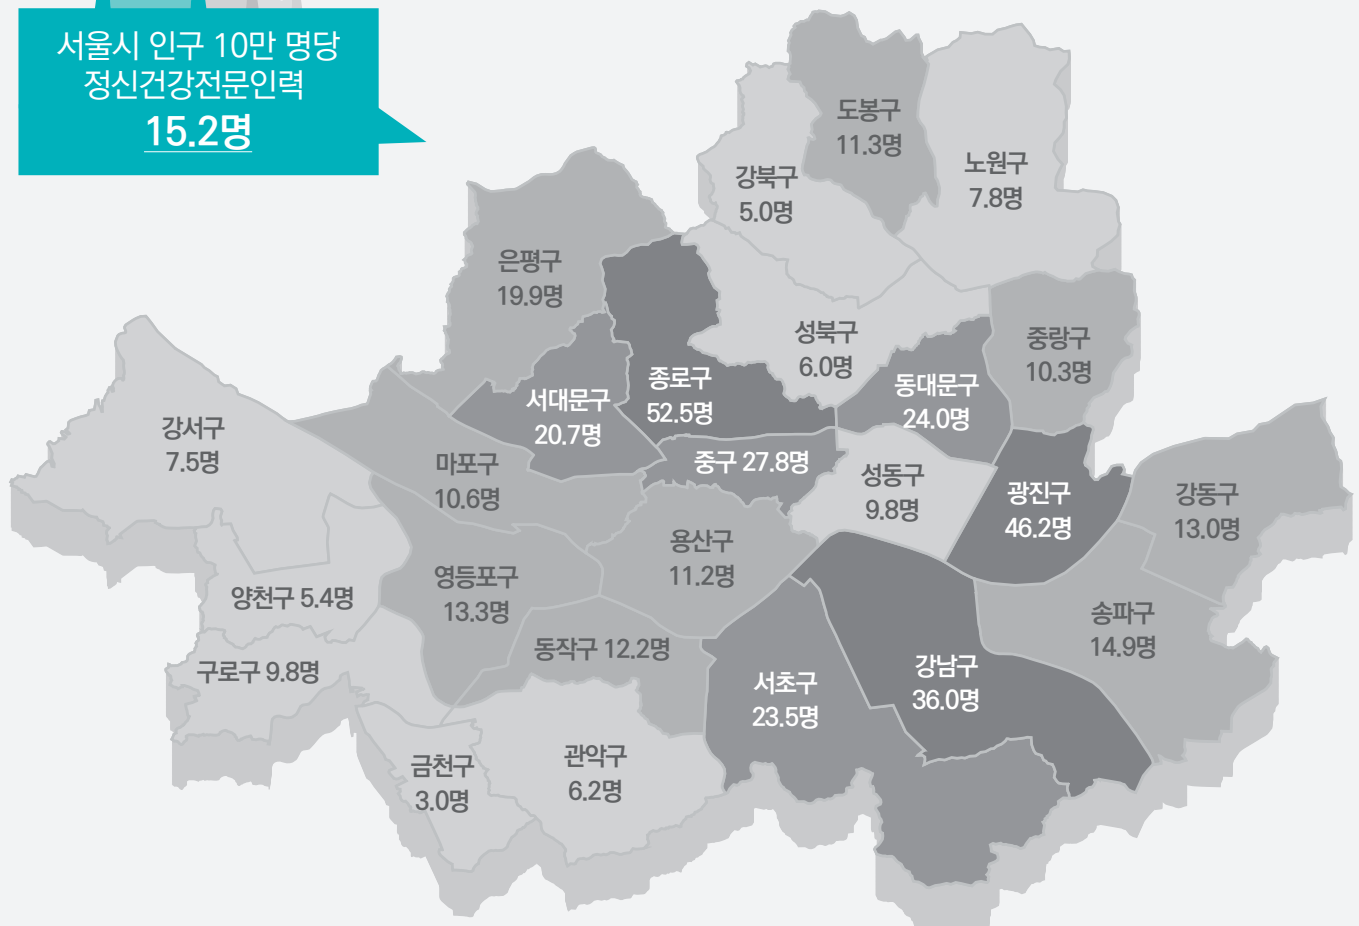 서울시 인구 10만 명당
정신건강전문인력
15.2명
도봉구
11.3명
노원구
7.8명
강북구
5.0명
은평구
19.9명
성북구
6.0명
중랑구
10.3명
종로구
52.5명
동대문구
24.0명
서대문구
20.7명
강서구
7.5명
마포구
10.6명
중구 27.8명
성동구
9.8명
광진구
46.2명
강동구
13.0명
용산구
11.2명
양천구 5.4명
영등포구
13.3명
송파구
14.9명
동작구 12.2명
구로구 9.8명
서초구
23.5명
강남구
36.0명
금천구
3.0명
관악구
6.2명